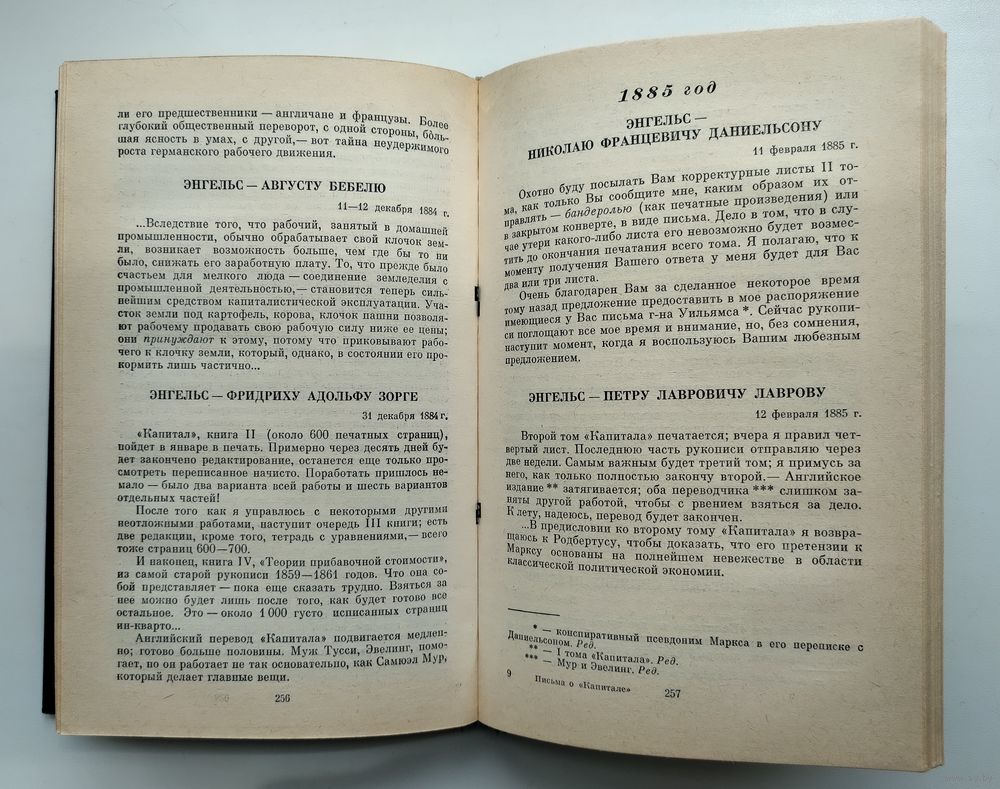 ли его предшественники — англичане и французы. Более
глубокий общественный переворот, с одной стороны, боль-
шая ясность в умах, с другой,— вот тайна неудержимого
роста германского рабочего движения.
ЭНГЕЛЬС — АВГУСТУ БЕБЕЛЮ
11—12 декабря 1884 г.
...Вследствие того, что рабочий, занятый в домашней
промышленности, обычно обрабатывает свой клочок зем-
ли, возникает возможность больше, чем где бы то ни
было, снижать его заработную плату. То, что прежде было
счастьем для мелкого люда — соединение земледелия с
промышленной деятельностью,— становится теперь силь-
нейшим средством капиталистической эксплуатации. Уча-
сток земли под картофель, корова, клочок пашни позволя-
ют рабочему продавать свою рабочую силу ниже ее цены;
они принуждают к этому, потому что приковывают рабо-
чего к клочку земли, который, однако, в состоянии его про-
кормить лишь частично...
ЭНГЕЛЬС — ФРИДРИХУ АДОЛЬФУ ЗОРГЕ
31 декабря 1884 г.
«Капитал», книга II (около 600 печатных страниц),
пойдет в январе в печать. Примерно через десять дней бу-
дет закончено редактирование, останется еще только про-
смотреть переписанное начисто. Поработать пришлось не-
мало — было два варианта всей работы и шесть вариантов
отдельных частей!
После того как я управлюсь с некоторыми другими
неотложными работами, наступит очередь III книги; есть
две редакции, кроме того, тетрадь с уравнениями,— всего
тоже страниц 600—700.
И наконец, книга IV, «Теории прибавочной стоимости»,
из самой старой рукописи 1859—1861 годов. Что она со-
бой представляет — пока еще сказать трудно. Взяться за
нее можно будет лишь после того, как будет готово все
остальное. Это — около 1 000 густо исписанных страниц
ин-кварто...
Английский перевод «Капитала» подвигается медлен-
но; готово больше половины. Муж Тусси, Эвелинг, помо-
гает, но он работает не так основательно, как Самюэл Мур,
который делает главные вещи.
256
1885 год
ЭНГЕЛЬС —
НИКОЛАЮ ФРАНЦЕВИЧУ ДАНИЕЛЬСОНУ
11 февраля 1885 г.
Охотно буду посылать Вам корректурные листы II то-
ма, как только Вы сообщите мне, каким образом их от-
правлять — бандеролью (как печатные произведения) или
в закрытом конверте, в виде письма. Дело в том, что в слу-
чае утери какого-либо листа его невозможно будет возмес-
тить до окончания печатания всего тома. Я полагаю, что к
моменту получения Вашего ответа у меня будет для Вас
два или три листа.
Очень благодарен Вам за сделанное некоторое время
тому назад предложение предоставить в мое распоряжение
имеющиеся у Вас письма г-на Уильямса *. Сейчас рукопи-
си поглощают все мое время и внимание, но, без сомнения,
наступит момент, когда я воспользуюсь Вашим любезным
предложением.
ЭНГЕЛЬС — ПЕТРУ ЛАВРОВИЧУ ЛАВРОВУ
12 февраля 1885 г.
Второй том «Капитала» печатается; вчера я правил чет-
вертый лист. Последнюю часть рукописи отправляю через
две недели. Самым важным будет третий том; я примусь за
него, как только полностью закончу второй.— Английское
издание ** затягивается; оба переводчика *** слишком за-
няты другой работой, чтобы с рвением взяться за дело.
К лету, надеюсь, перевод будет закончен.
...В предисловии ко второму тому «Капитала» я возвра-
щаюсь к Родбертусу, чтобы доказать, что его претензии к
Марксу основаны на полнейшем невежестве в области
классической политической экономии.
* — конспиративный псевдоним Маркса в его переписке с
Даниельсоном. Ред.
** — I тома «Капитала». Ред.
*** — Мур и Эвелинг. Ред.
9 Письма о «Капитале»
257